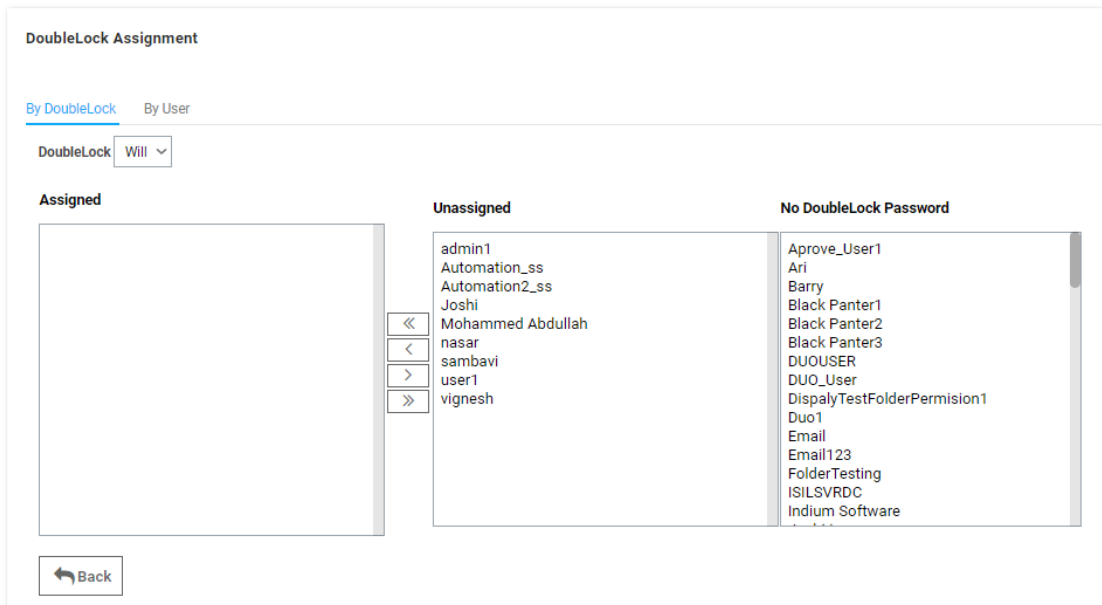 DoubleLock Assignment
By DoubleLock By User
DoubleLock Will
Assigned
Unassigned
admin1
Automation_ss
Automation2_ss
Joshi
Mohammed Abdullah
nasar
sambavi
user1
vignesh
No DoubleLock Password
Aprove_User1
Ari
Barry
Black Panter1
Black Panter2
Black Panter3
DUOUSER
DUO_User
DispalyTestFolderPermision1
Duo1
Email
Email123
FolderTesting
ISILSVRDC
Indium Software
Back